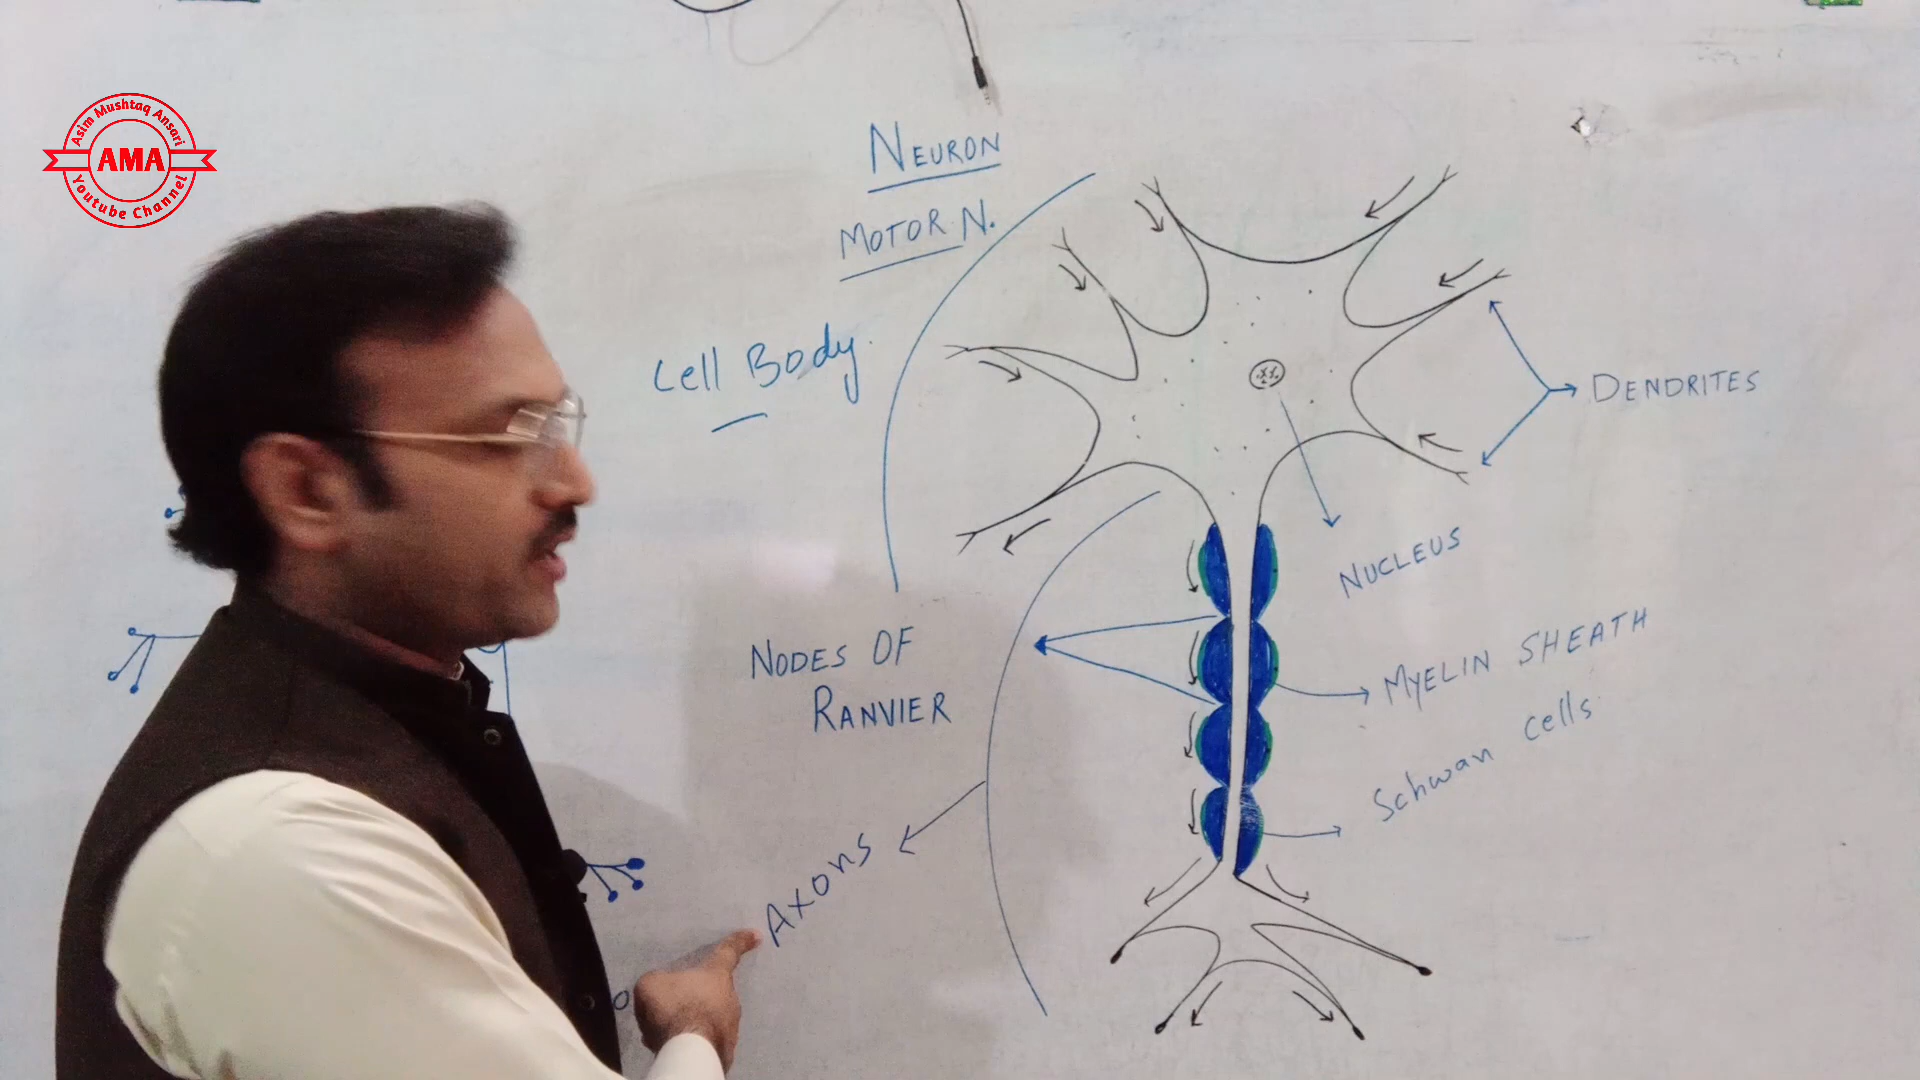 Asim Mushtaq Ansari
AMA
Youtube Channel
NEURON
MOTOR N.
Cell Body
DENDRITES
NUCLEUS
NODES OF
RANVIER
MYELIN SHEATH
Schwan cells
Axons